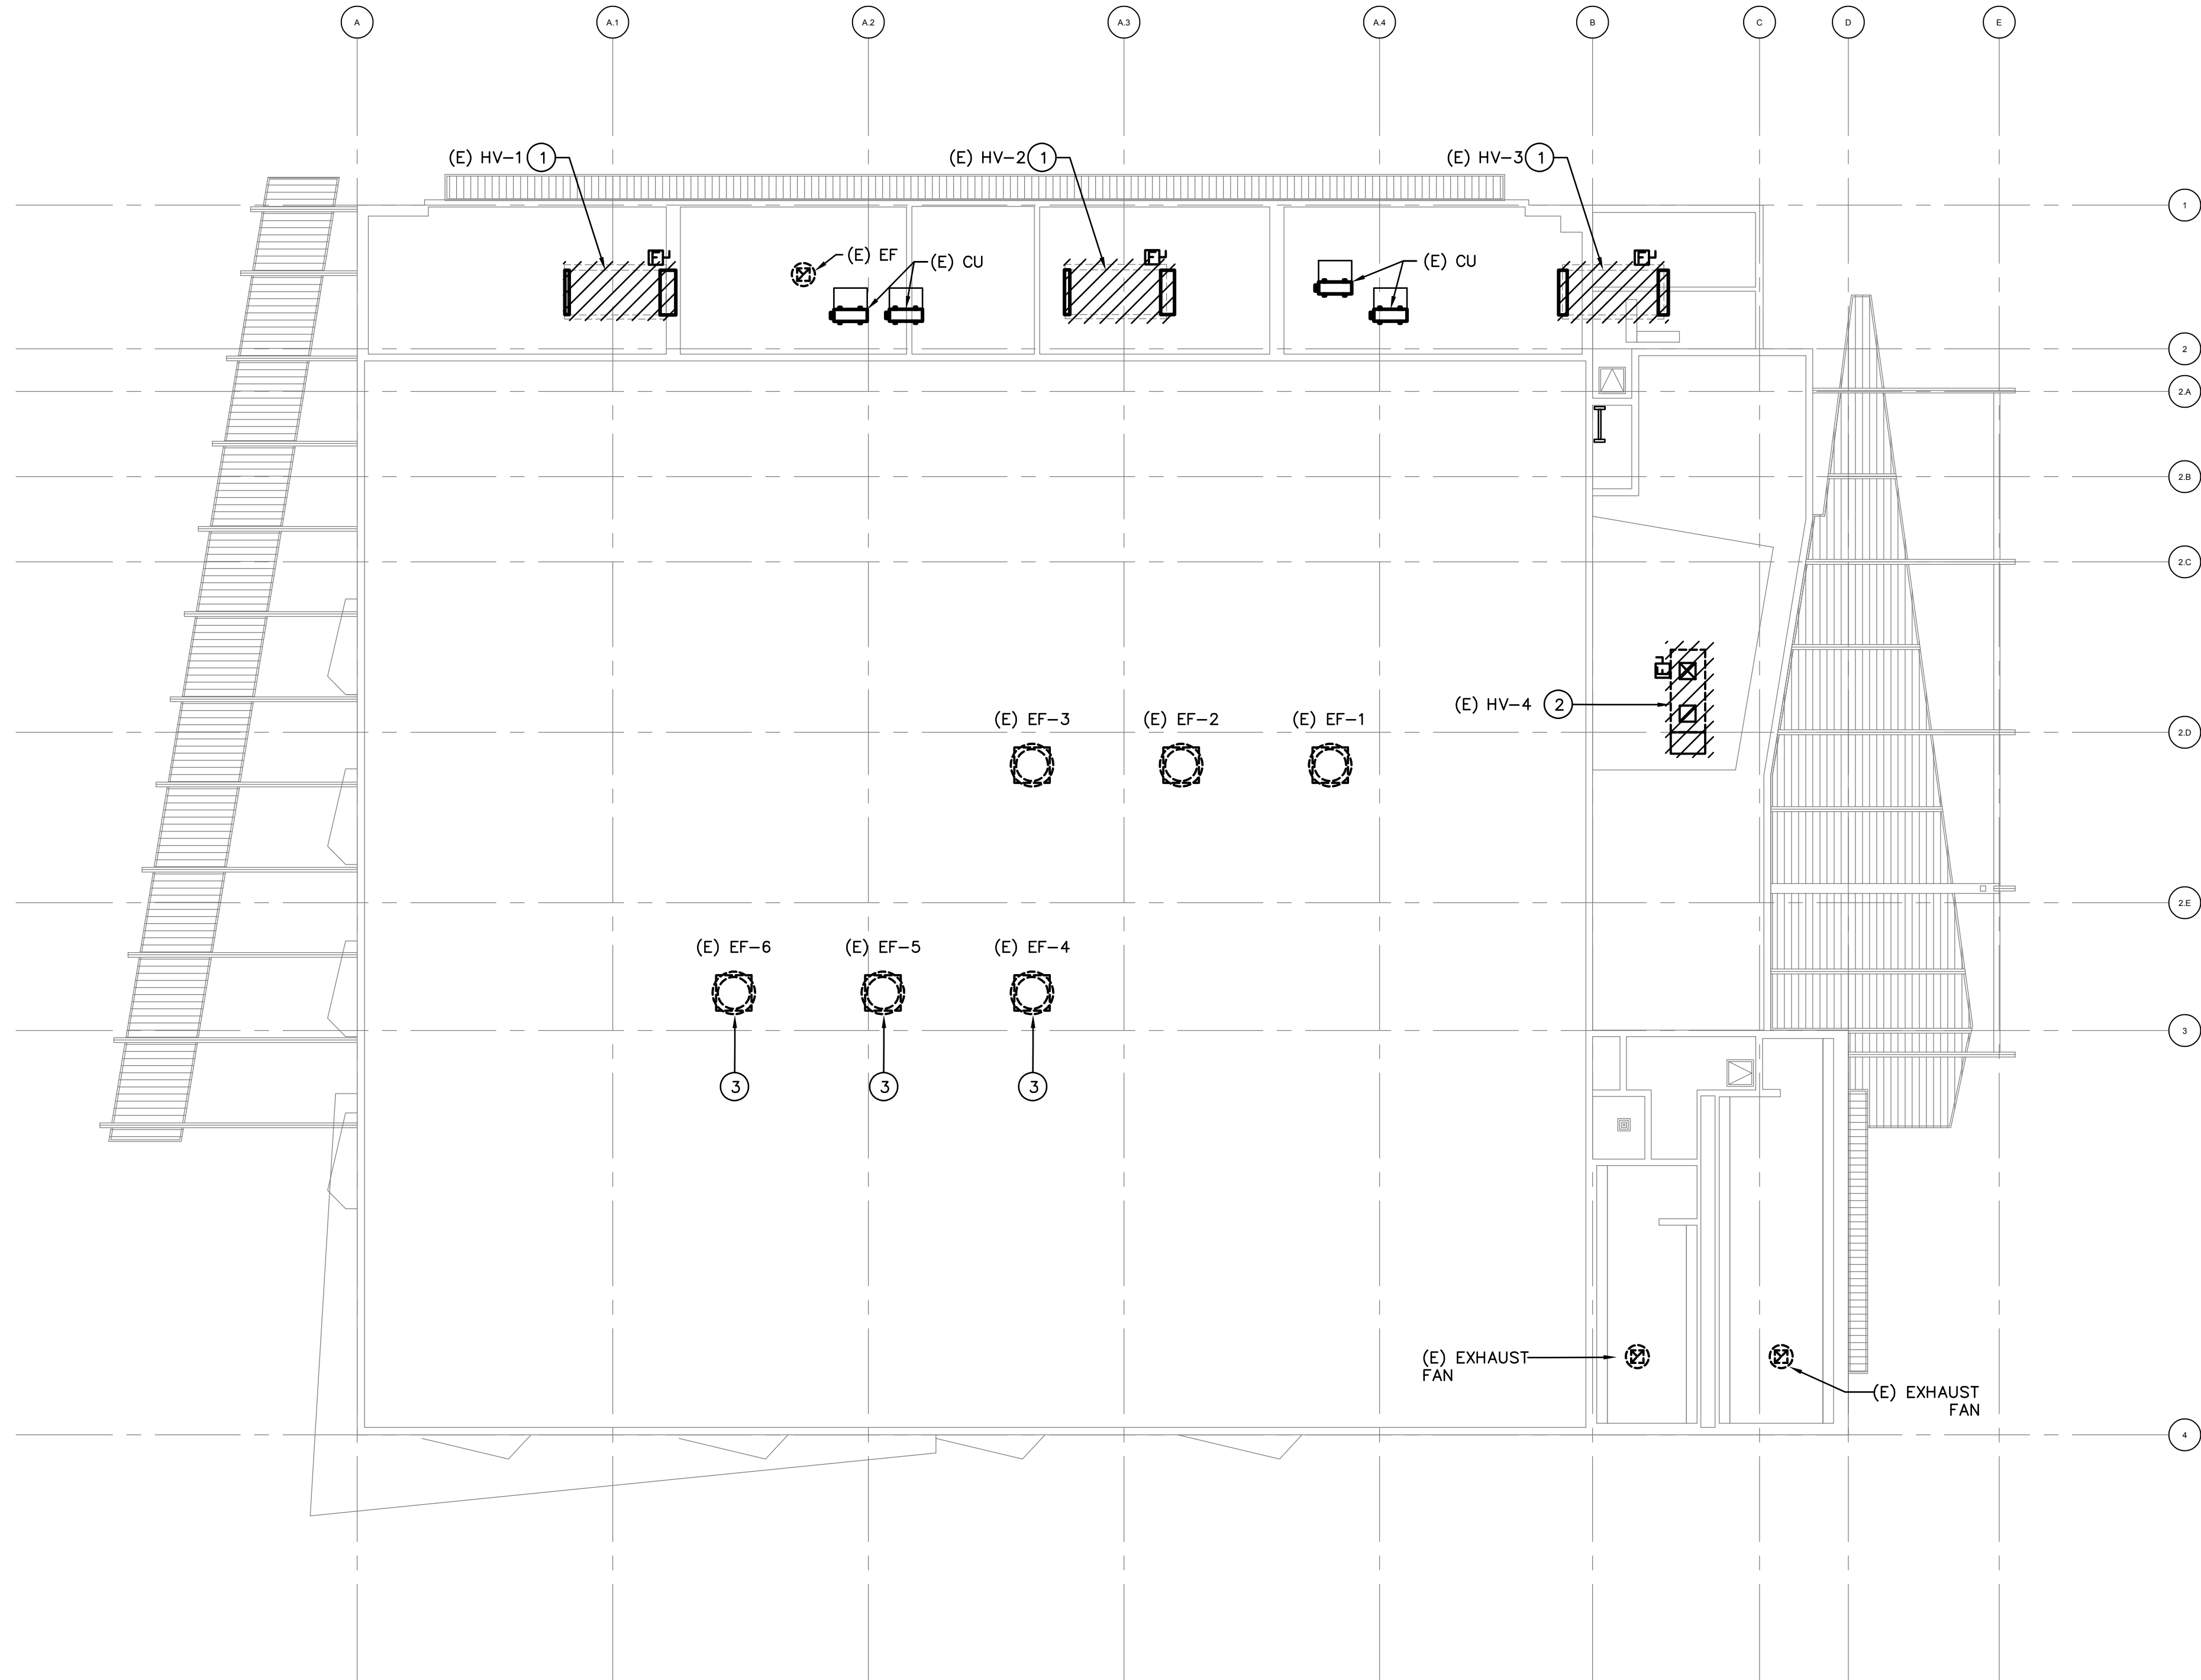 A
A.1
A.2
A.3
A.4
B
C
D
E
(E) HV-1 1
(E) HV-2 1
(E) HV-3 1
1
F
F
F
(E) EF
(E) CU
(E) CU
2
2.A
2.B
2.C
F
(E) HV-4 2
(E) EF-3
(E) EF-2
(E) EF-1
2.D
2.E
(E) EF-6
(E) EF-5
(E) EF-4
3
3
3
3
(E) EXHAUST
FAN
(E) EXHAUST
FAN
4